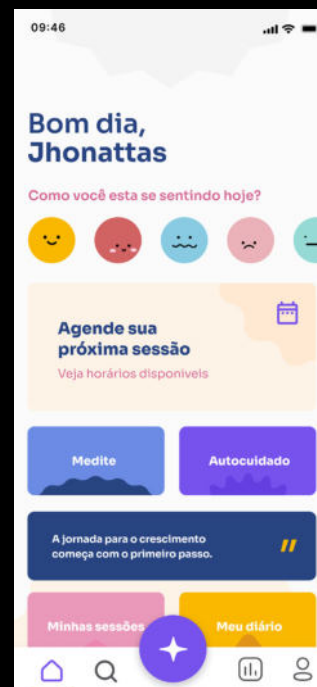 09:46
Bom dia,
Jhonattas
Como você esta se sentindo hoje?
Agende sua
próxima sessão
Veja horários disponiveis
Medite
Autocuidado
A jornada para o crescimento
começa com o primeiro passo.
"
Minhas sessões
Meu diário